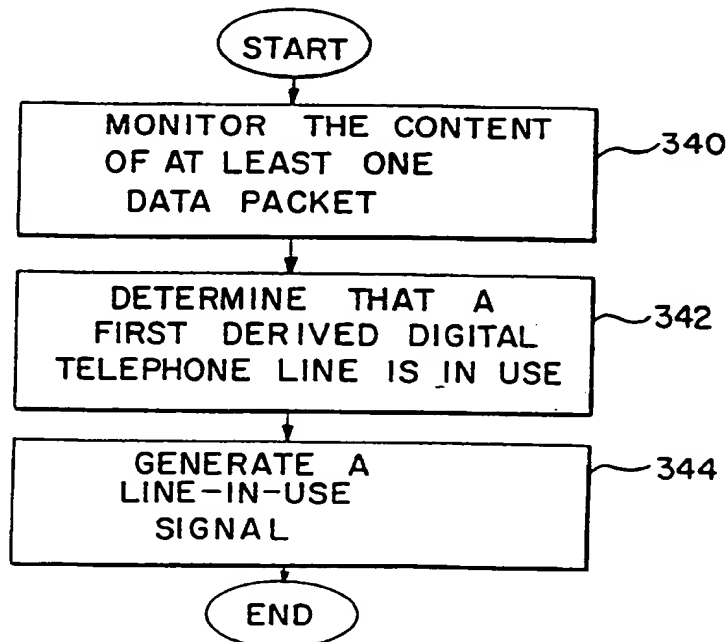 START
MONITOR THE CONTENT
OF AT LEAST ONE
DATA PACKET
340
DETERMINE THAT A
FIRST DERIVED DIGITAL
TELEPHONE LINE IS IN USE
342
GENERATE A
LINE-IN-USE
SIGNAL
344
END